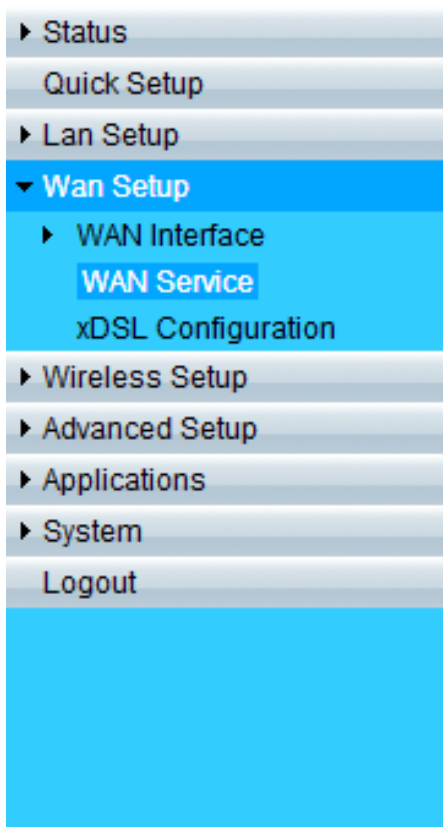 Status
Quick Setup
Lan Setup
Wan Setup
WAN Interface
WAN Service
xDSL Configuration
Wireless Setup
Advanced Setup
Applications
System
Logout